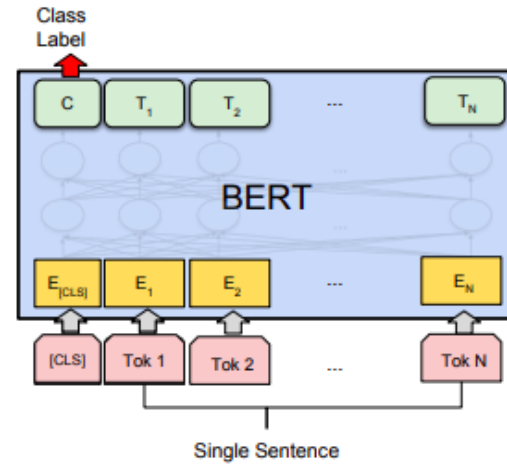 Class
Label
C T1 T2 ... TN
...
BERT
...
E[CLS] E1 E2 ... EN
[CLS] Tok 1 Tok 2 ... Tok N
Single Sentence